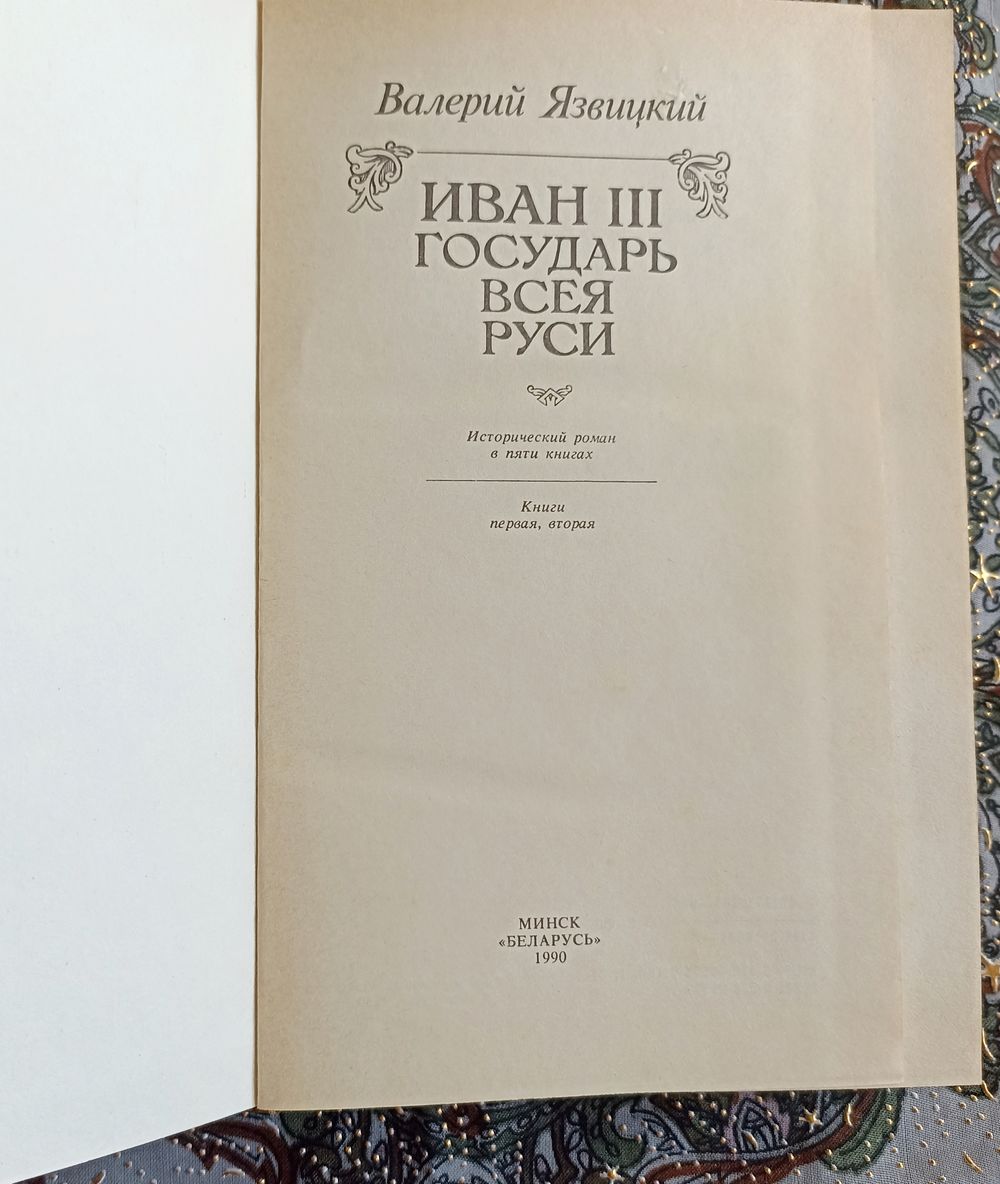 Валерий Язвицкий
ИВАН III
ГОСУДАРЬ
ВСЕЯ
РУСИ
Исторический роман
в пяти книгах
Книги
первая, вторая
МИНСК
«БЕЛАРУСЬ»
1990